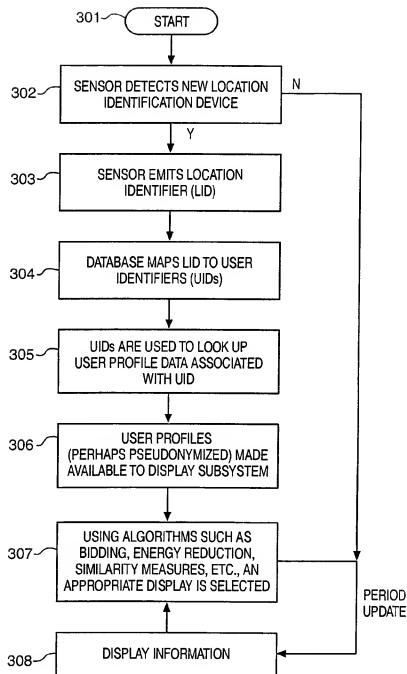 301
START
302
SENSOR DETECTS NEW LOCATION
IDENTIFICATION DEVICE
N
Y
303
SENSOR EMITS LOCATION
IDENTIFIER (LID)
304
DATABASE MAPS LID TO USER
IDENTIFIERS (UIDs)
305
UIDs ARE USED TO LOOK UP
USER PROFILE DATA ASSOCIATED
WITH UID
306
USER PROFILES
(PERHAPS PSEUDONYMIZED) MADE
AVAILABLE TO DISPLAY SUBSYSTEM
307
USING ALGORITHMS SUCH AS
BIDDING, ENERGY REDUCTION,
SIMILARITY MEASURES, ETC., AN
APPROPRIATE DISPLAY IS SELECTED
PERIOD
UPDATE
308
DISPLAY INFORMATION